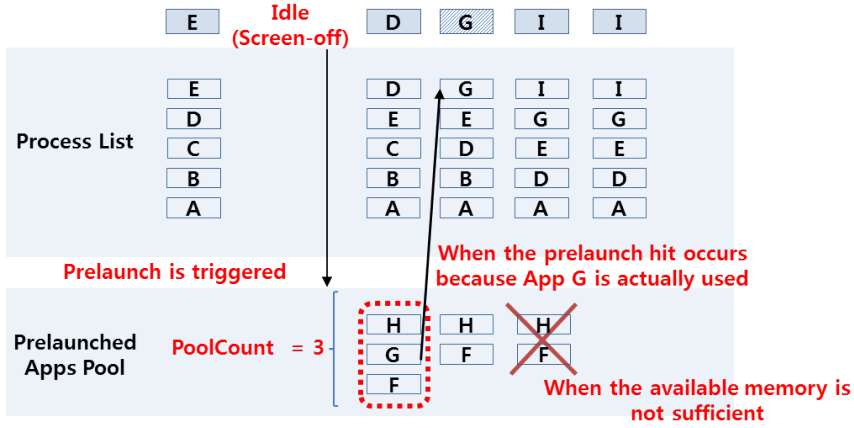 E
Idle
(Screen-off)
D
G
I
I
Process List
E
D
C
B
A
D
E
C
B
A
G
E
D
B
A
I
G
E
D
A
I
G
E
D
A
Prelaunch is triggered
When the prelaunch hit occurs
because App G is actually used
Prelaunched
Apps Pool
PoolCount = 3
H
G
F
H
F
H
F
When the available memory is
not sufficient